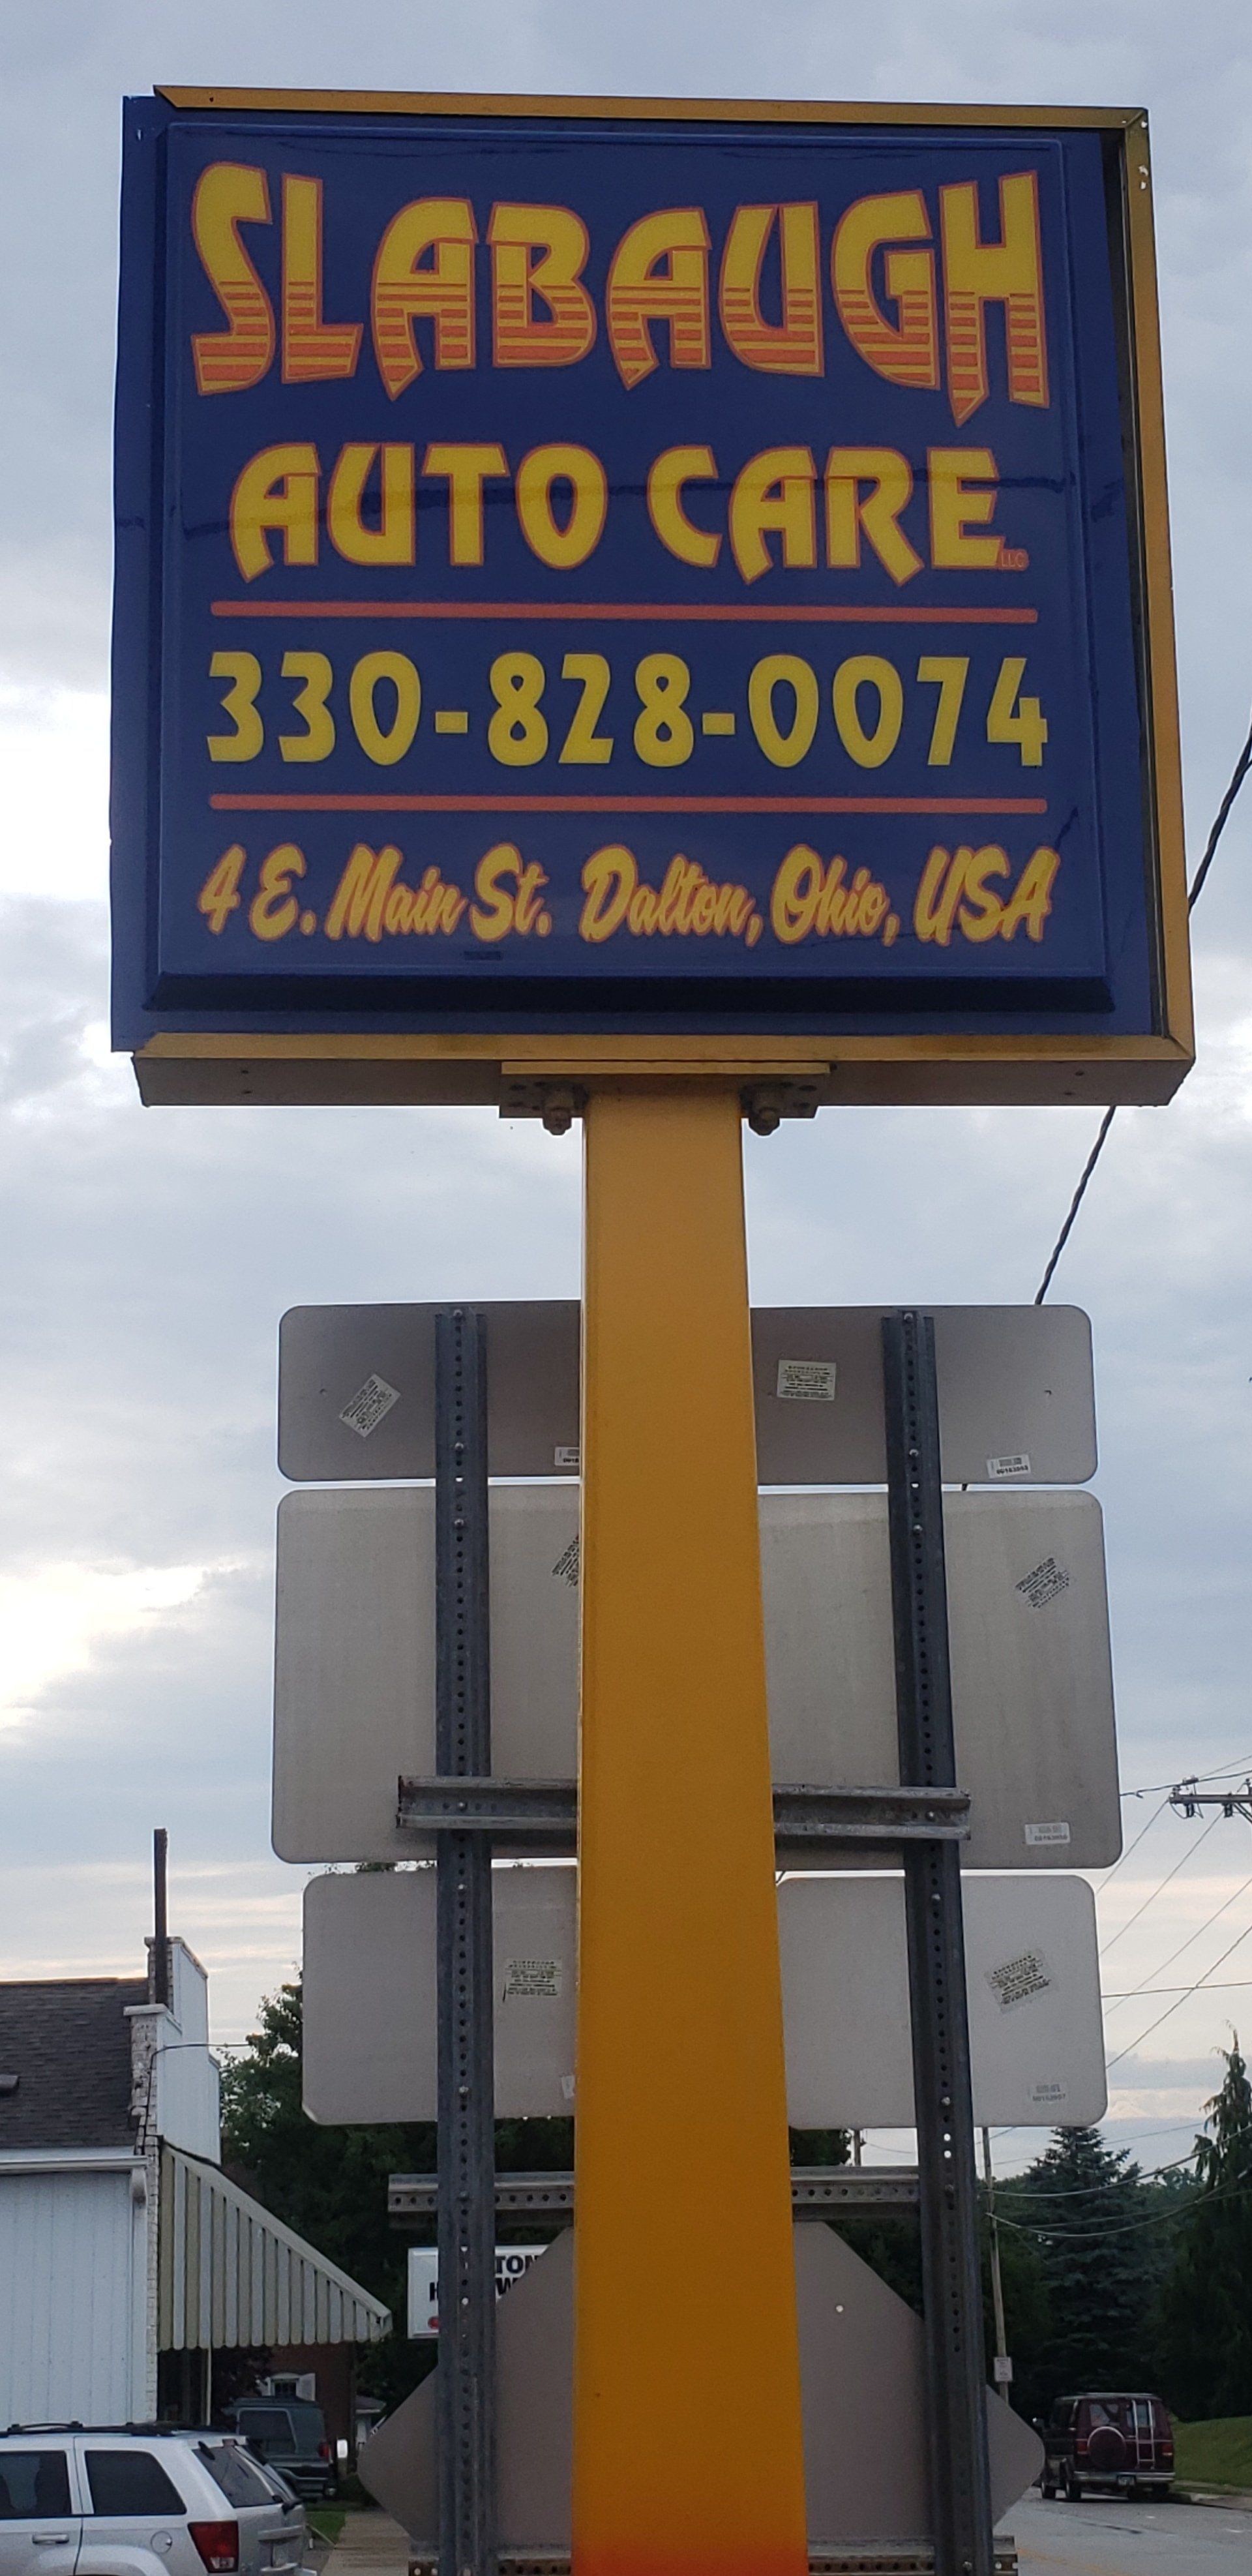 SLABAUGH
AUTO CARE LLC
330-828-0074
4 E. Main St. Dalton, Ohio, USA